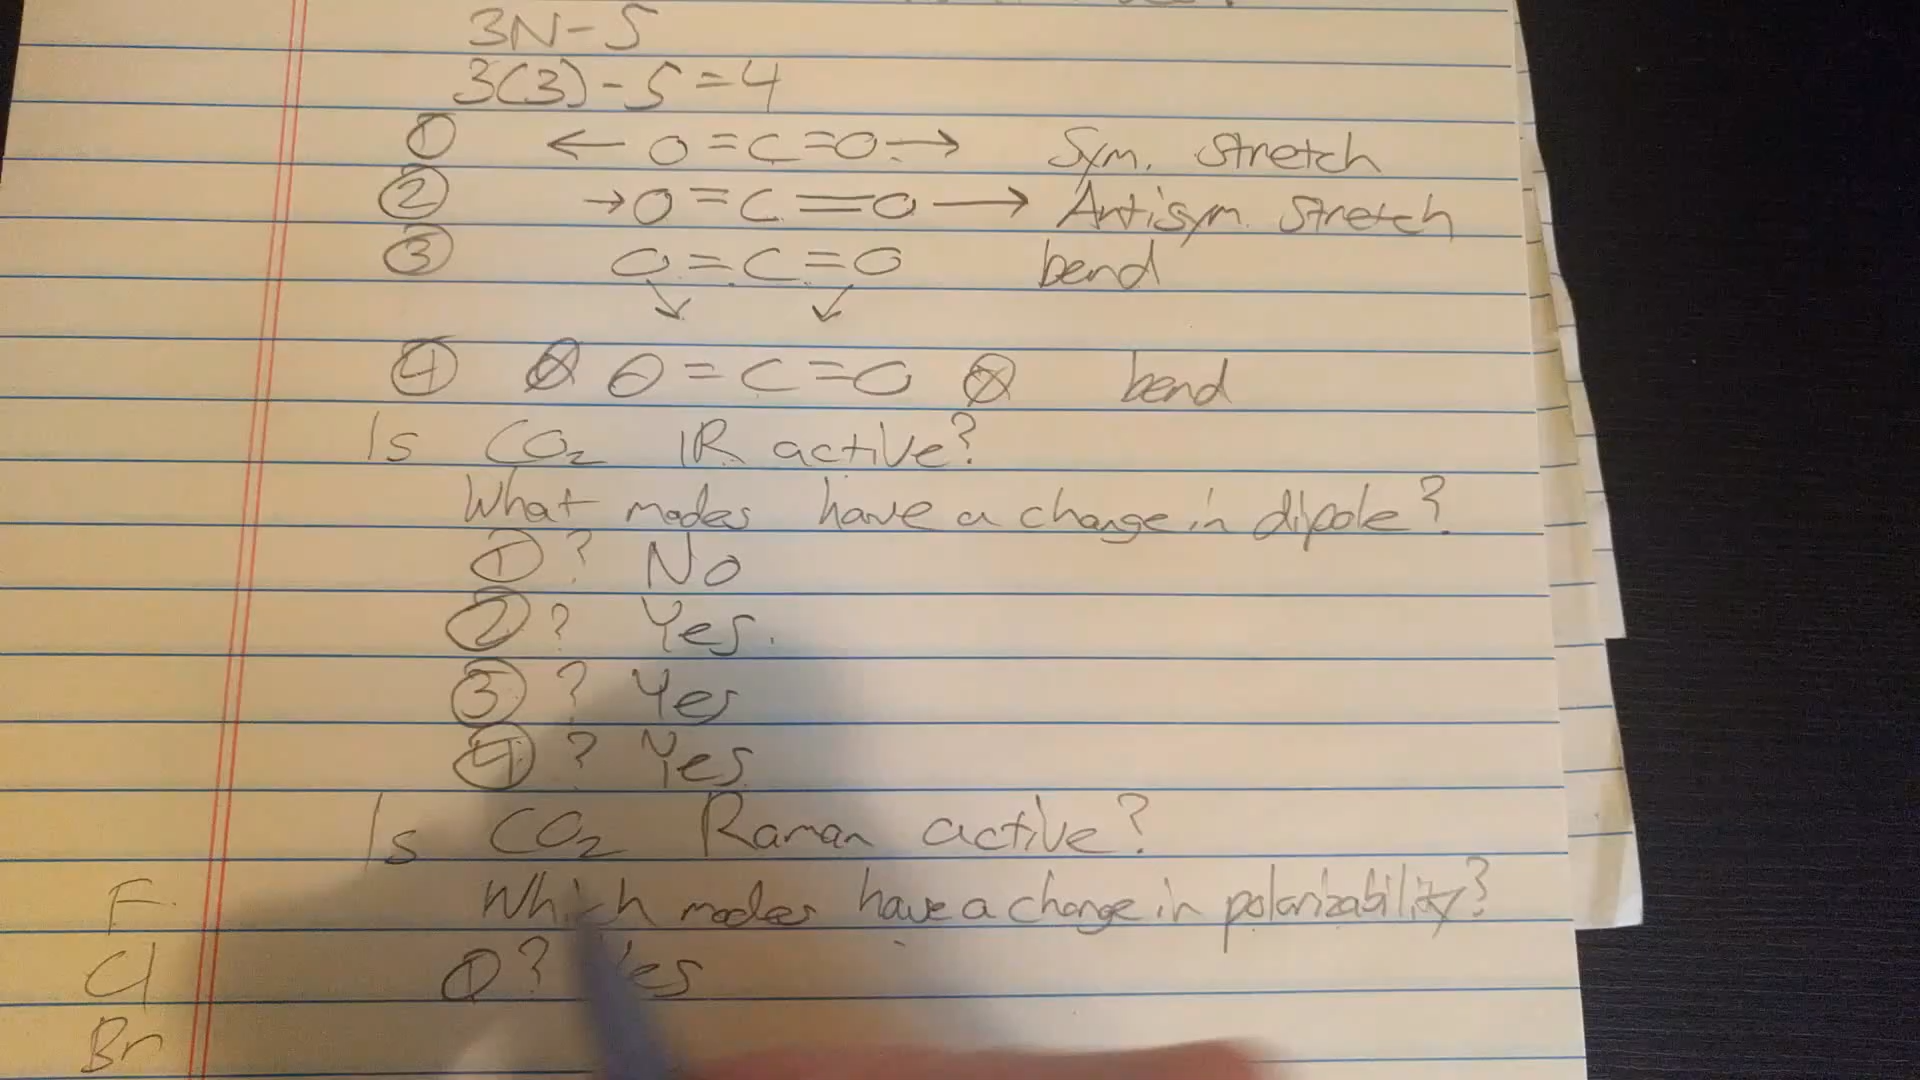 3N-5
3(3)-5=4
① ← O=C=O → Sym. Stretch
② →O=C=O → Antisym. Stretch
③ O=C=O bend
④ ⊗ O=C=O ⊗ bend
Is CO₂ IR active?
What modes have a change in dipole?
①? No
②? Yes.
③? Yes
④? Yes
Is CO₂ Raman active?
Which modes have a change in polarizability?
F
Cl ①? Yes
Br